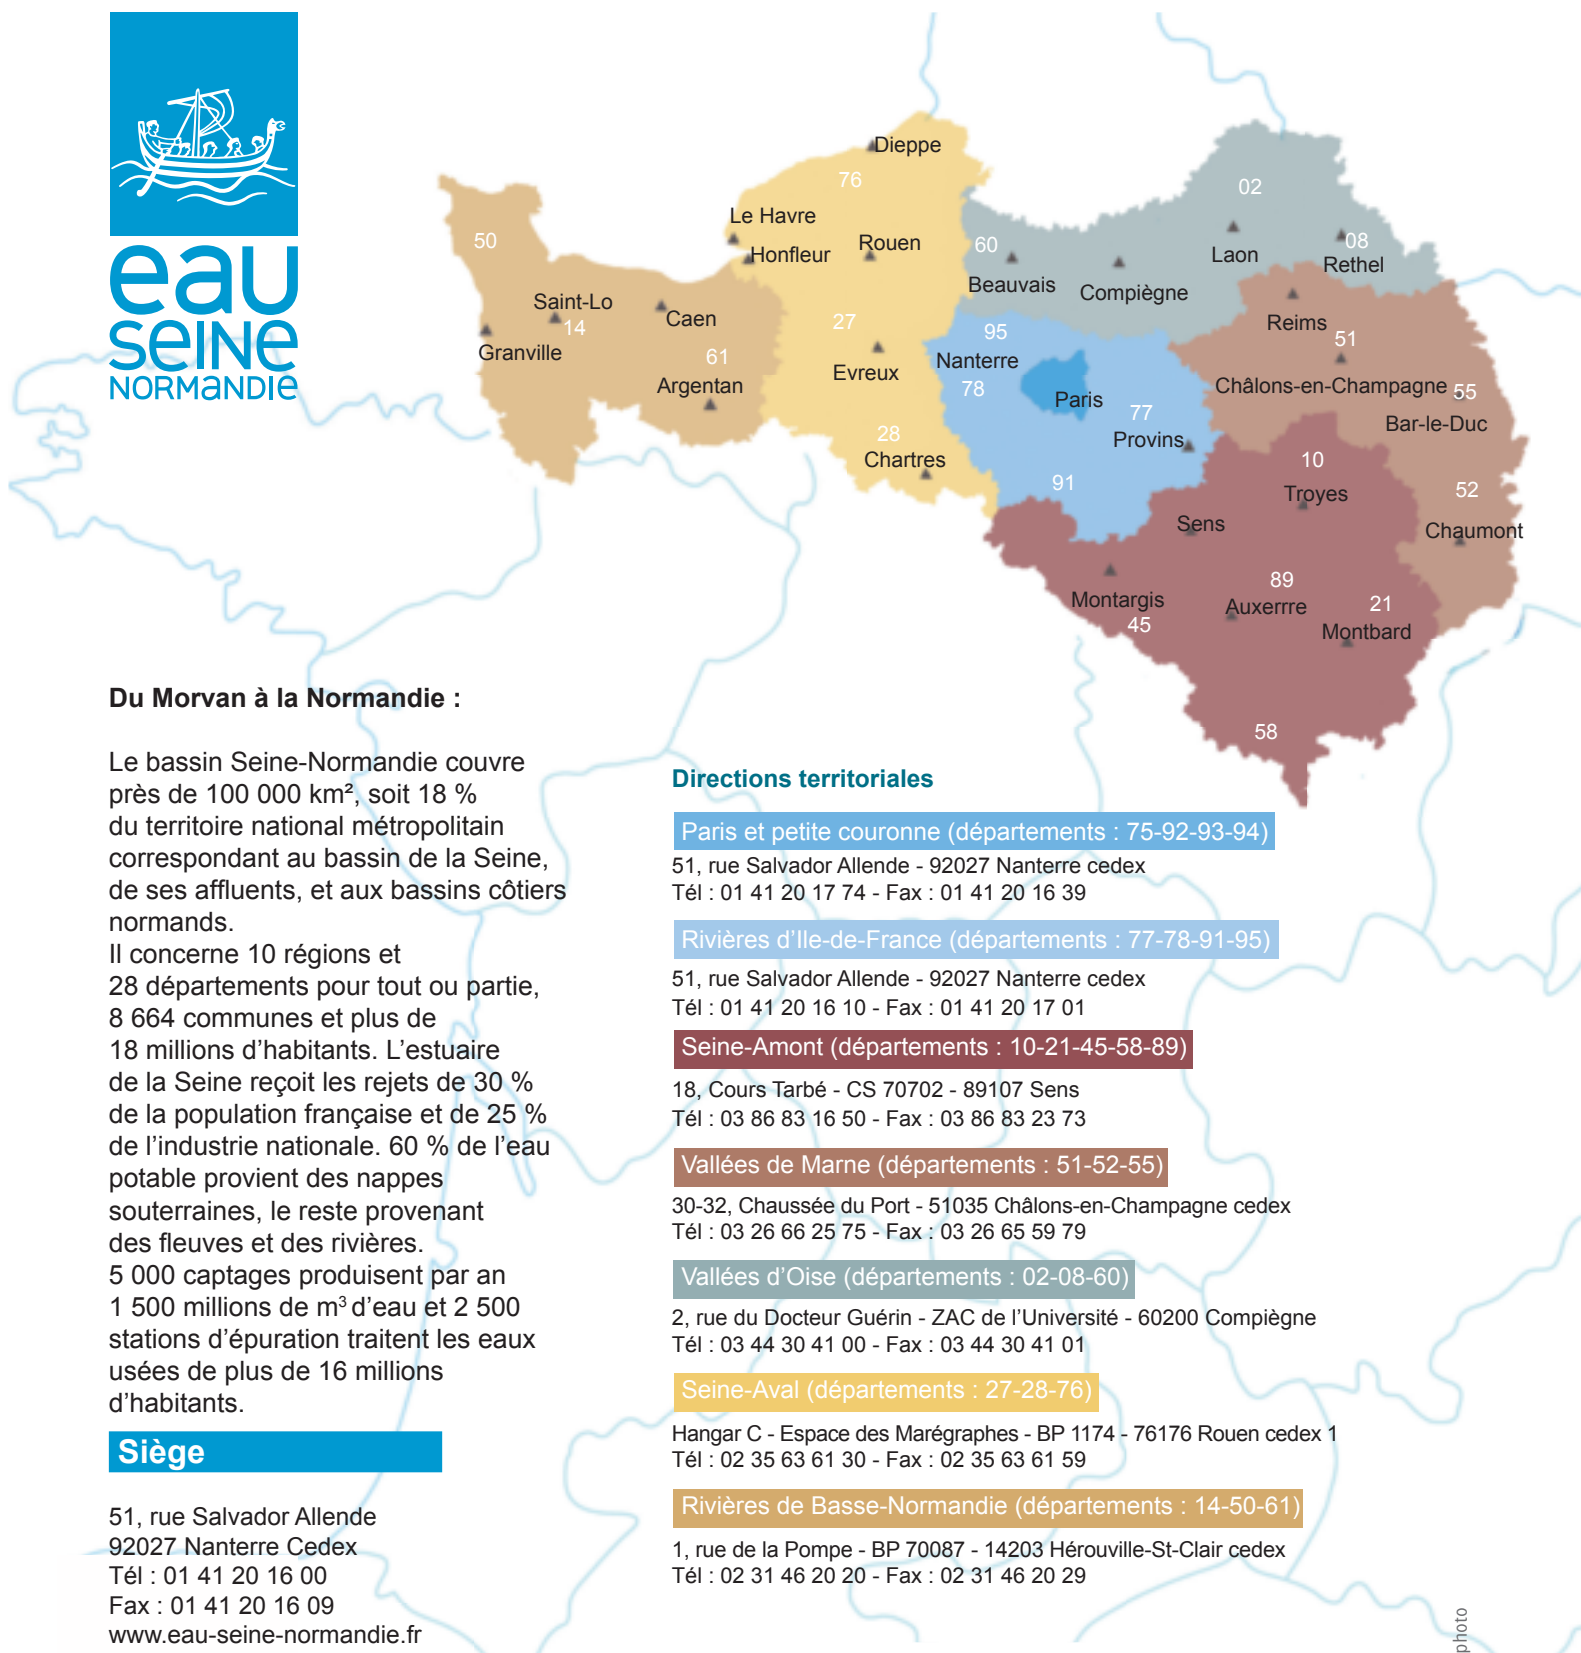 eau
SEINE
NORMANDIE
Dieppe
76
02
Le Havre
50
Honfleur
Rouen
60
Laon
08
Rethel
Beauvais
Compiègne
Saint-Lo
14
Caen
27
95
Reims
51
Granville
61
Nanterre
Argentan
Evreux
78
Paris
Châlons-en-Champagne
55
77
Bar-le-Duc
28
Provins
Chartres
10
91
Troyes
52
Sens
Chaumont
89
Montargis
Auxerrre
21
45
Montbard
58
Du Morvan à la Normandie :
Le bassin Seine-Normandie couvre
près de 100 000 km², soit 18 %
du territoire national métropolitain
correspondant au bassin de la Seine,
de ses affluents, et aux bassins côtiers
normands.
Il concerne 10 régions et
28 départements pour tout ou partie,
8 664 communes et plus de
18 millions d’habitants. L’estuaire
de la Seine reçoit les rejets de 30 %
de la population française et de 25 %
de l’industrie nationale. 60 % de l’eau
potable provient des nappes
souterraines, le reste provenant
des fleuves et des rivières.
5 000 captages produisent par an
1 500 millions de m³ d’eau et 2 500
stations d’épuration traitent les eaux
usées de plus de 16 millions
d’habitants.
Siège
51, rue Salvador Allende
92027 Nanterre Cedex
Tél : 01 41 20 16 00
Fax : 01 41 20 16 09
www.eau-seine-normandie.fr
Directions territoriales
Paris et petite couronne (départements : 75-92-93-94)
51, rue Salvador Allende - 92027 Nanterre cedex
Tél : 01 41 20 17 74 - Fax : 01 41 20 16 39
Rivières d’Ile-de-France (départements : 77-78-91-95)
51, rue Salvador Allende - 92027 Nanterre cedex
Tél : 01 41 20 16 10 - Fax : 01 41 20 17 01
Seine-Amont (départements : 10-21-45-58-89)
18, Cours Tarbé - CS 70702 - 89107 Sens
Tél : 03 86 83 16 50 - Fax : 03 86 83 23 73
Vallées de Marne (départements : 51-52-55)
30-32, Chaussée du Port - 51035 Châlons-en-Champagne cedex
Tél : 03 26 66 25 75 - Fax : 03 26 65 59 79
Vallées d’Oise (départements : 02-08-60)
2, rue du Docteur Guérin - ZAC de l’Université - 60200 Compiègne
Tél : 03 44 30 41 00 - Fax : 03 44 30 41 01
Seine-Aval (départements : 27-28-76)
Hangar C - Espace des Marégraphes - BP 1174 - 76176 Rouen cedex 1
Tél : 02 35 63 61 30 - Fax : 02 35 63 61 59
Rivières de Basse-Normandie (départements : 14-50-61)
1, rue de la Pompe - BP 70087 - 14203 Hérouville-St-Clair cedex
Tél : 02 31 46 20 20 - Fax : 02 31 46 20 29
photo